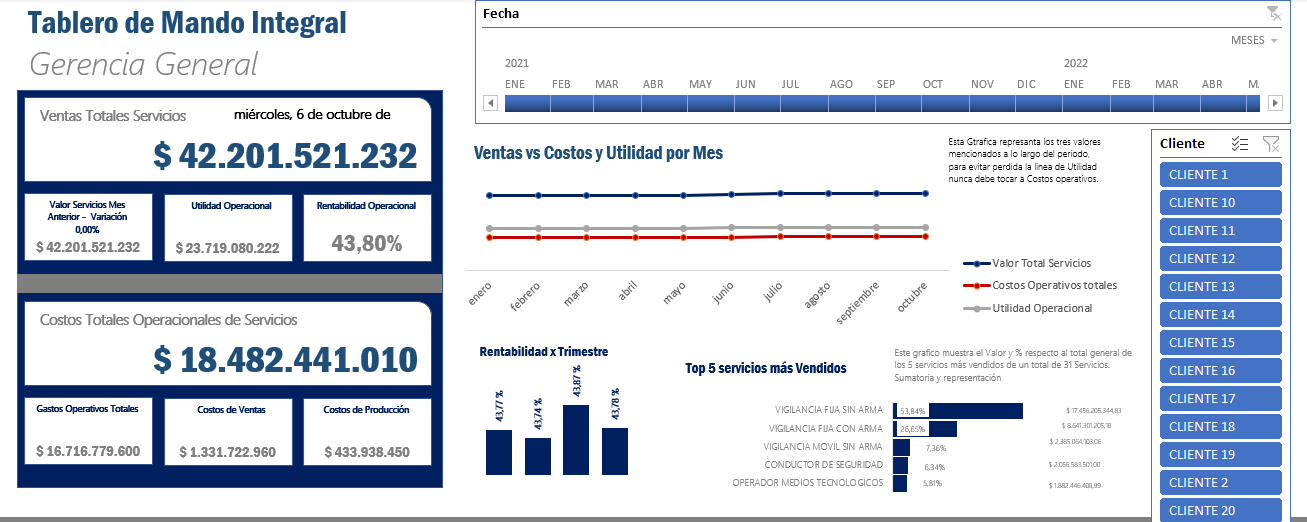 Tablero de Mando Integral
Gerencia General
Ventas Totales Servicios
miércoles, 6 de octubre de
$ 42.201.521.232
Valor Servicios Mes
Anterior - Variación
0,00%
$ 42.201.521.232
Utilidad Operacional
$ 23.719.080.222
Rentabilidad Operacional
43,80%
Costos Totales Operacionales de Servicios
$ 18.482.441.010
Gastos Operativos Totales
$ 16.716.779.600
Costos de Ventas
$ 1.331.722.960
Costos de Producción
$ 433.938.450
Fecha
MESES
2021
2022
ENE FEB MAR ABR MAY JUN JUL AGO SEP OCT NOV DIC ENE FEB MAR ABR M
Ventas vs Costos y Utilidad por Mes
Esta Gtrafica represanta los tres valores
mencionados a lo largo del periodo,
para evitar perdida la linea de Utilidad
nunca debe tocar a Costos operativos.
enero febrero marzo abril mayo junio julio agosto septiembre octubre
Valor Total Servicios
Costos Operativos totales
Utilidad Operacional
Rentabilidad x Trimestre
43,77 % 43,74 % 43,87 % 43,78 %
Top 5 servicios más Vendidos
Este grafico muestra el Valor y % respecto al total general de
los 5 servicios más vendidos de un total de 31 Servicios.
Sumatoria y representación
VIGILANCIA FIJA SIN ARMA 53,84% $ 17.456.205.344,83
VIGILANCIA FIJA CON ARMA 26,65% $ 8.641.301.205,18
VIGILANCIA MOVIL SIN ARMA 7,36% $ 2.385.064.103,06
CONDUCTOR DE SEGURIDAD 6,34% $ 2.056.583.501,00
OPERADOR MEDIOS TECNOLOGICOS 5,81% $ 1.882.446.408,99
Cliente
CLIENTE 1
CLIENTE 10
CLIENTE 11
CLIENTE 12
CLIENTE 13
CLIENTE 14
CLIENTE 15
CLIENTE 16
CLIENTE 17
CLIENTE 18
CLIENTE 19
CLIENTE 2
CLIENTE 20